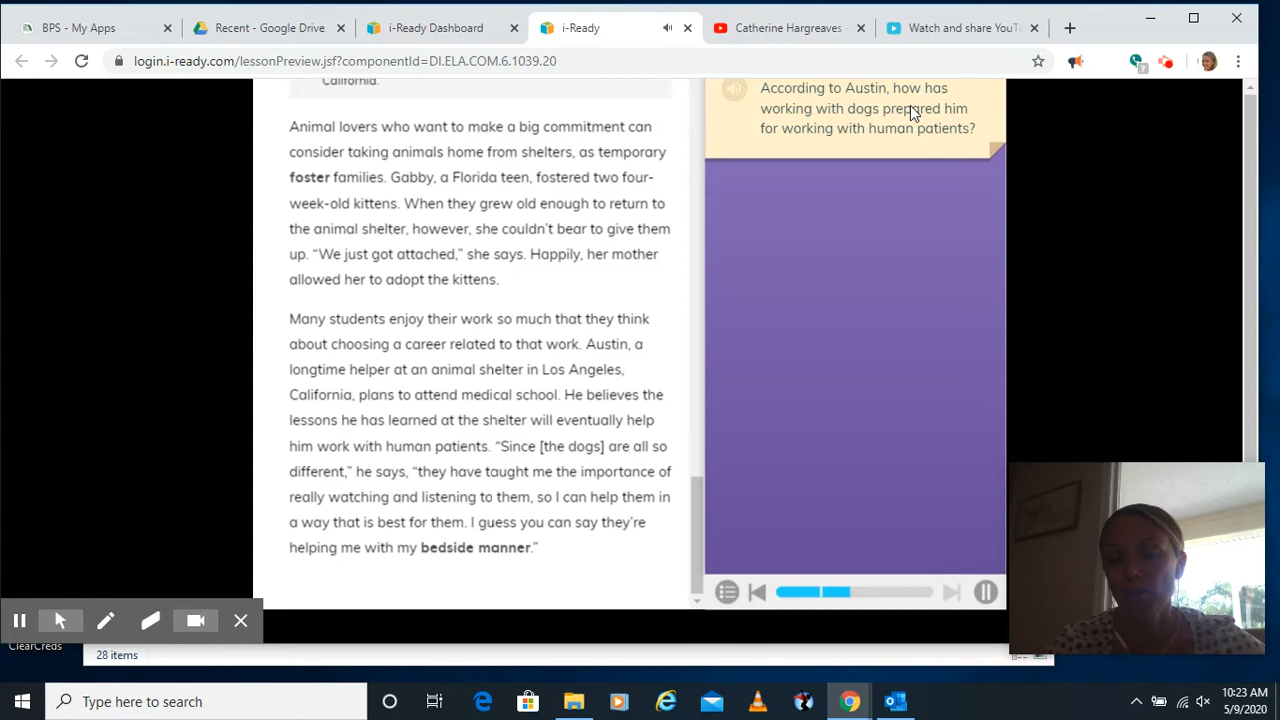 BPS - My Apps
Recent - Google Drive
i-Ready Dashboard
i-Ready
Catherine Hargreaves
Watch and share YouT
login.i-ready.com/lessonPreview.jsf?componentId=DI.ELA.COM.6.1039.20
California.
Animal lovers who want to make a big commitment can
consider taking animals home from shelters, as temporary
foster families. Gabby, a Florida teen, fostered two four-
week-old kittens. When they grew old enough to return to
the animal shelter, however, she couldn't bear to give them
up. “We just got attached,” she says. Happily, her mother
allowed her to adopt the kittens.
Many students enjoy their work so much that they think
about choosing a career related to that work. Austin, a
longtime helper at an animal shelter in Los Angeles,
California, plans to attend medical school. He believes the
lessons he has learned at the shelter will eventually help
him work with human patients. “Since [the dogs] are all so
different,” he says, “they have taught me the importance of
really watching and listening to them, so I can help them in
a way that is best for them. I guess you can say they're
helping me with my bedside manner.”
According to Austin, how has
working with dogs prepared him
for working with human patients?
ClearCreds
28 items
Type here to search
10:23 AM
5/9/2020